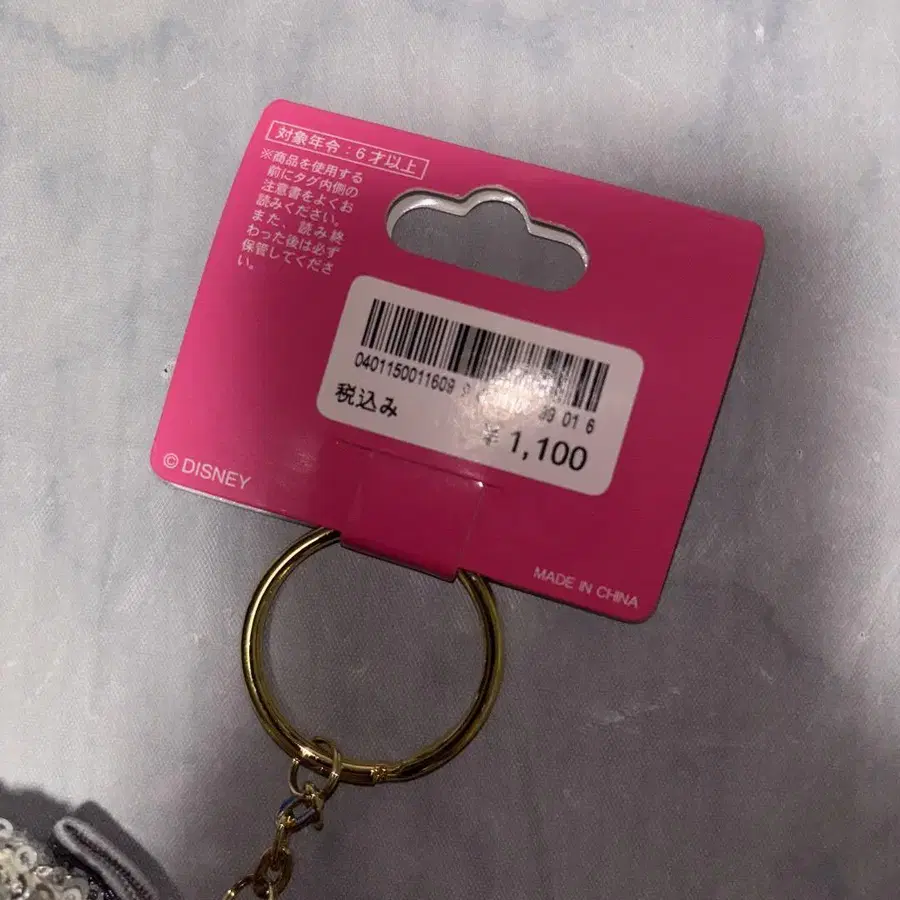 対象年令:6才以上
※商品を使用する
前にタグ内側の
注意書をよくお
読みください。
また、読み終
わった後は必ず
保管してくださ
い。
0401150011609
01 6
税込み
¥1,100
© DISNEY
MADE IN CHINA